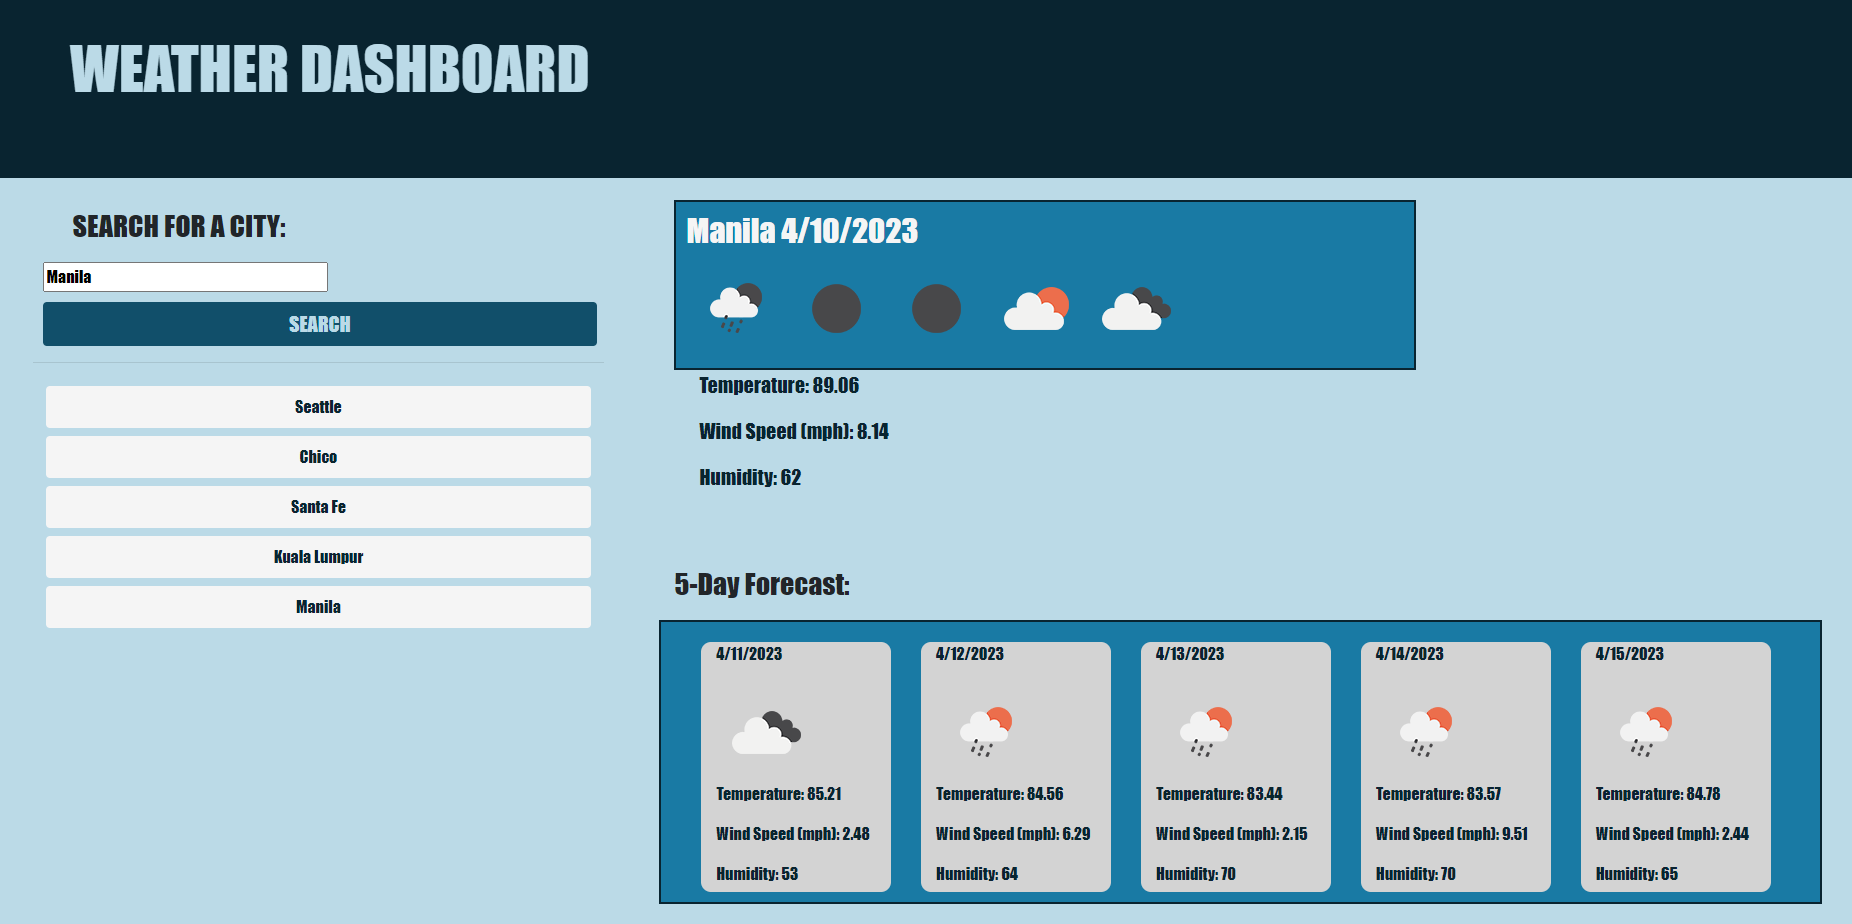 WEATHER DASHBOARD
SEARCH FOR A CITY:
Manila
SEARCH
Seattle
Chico
Santa Fe
Kuala Lumpur
Manila
Manila 4/10/2023
Temperature: 89.06
Wind Speed (mph): 8.14
Humidity: 62
5-Day Forecast:
4/11/2023
Temperature: 85.21
Wind Speed (mph): 2.48
Humidity: 53
4/12/2023
Temperature: 84.56
Wind Speed (mph): 6.29
Humidity: 64
4/13/2023
Temperature: 83.44
Wind Speed (mph): 2.15
Humidity: 70
4/14/2023
Temperature: 83.57
Wind Speed (mph): 9.51
Humidity: 70
4/15/2023
Temperature: 84.78
Wind Speed (mph): 2.44
Humidity: 65